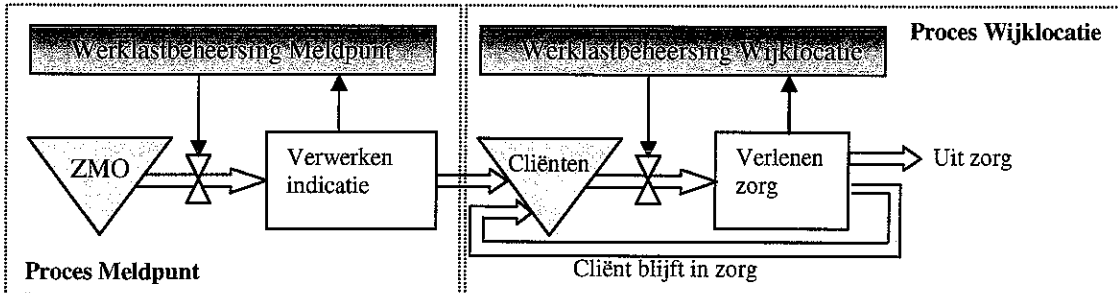 Werklastbeheersing Meldpunt
Werklastbeheersing Wijklocatie
Proces Wijklocatie
ZMO
Verwerken
indicatie
Cliënten
Verlenen
zorg
Uit zorg
Cliënt blijft in zorg
Proces Meldpunt